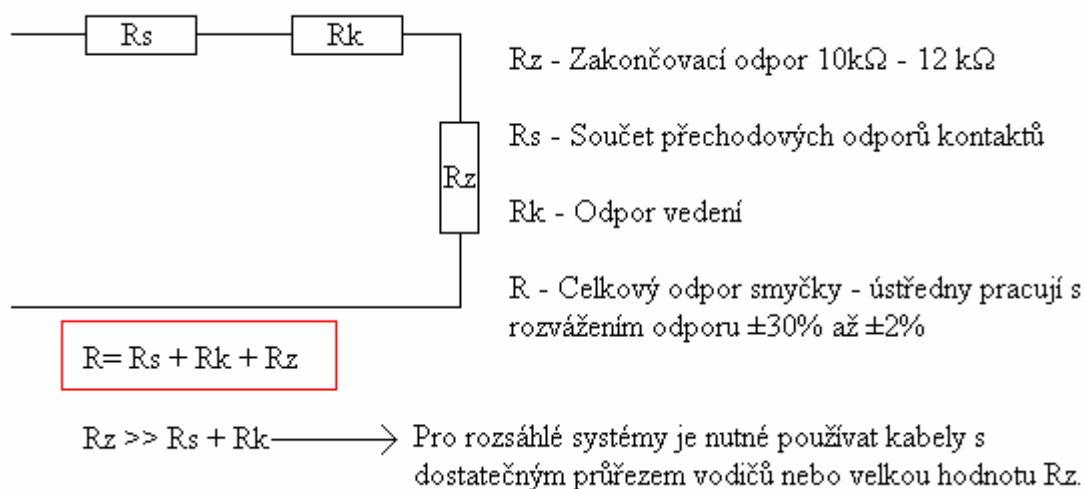 Rs
Rk
Rz
Rz - Zakončovací odpor 10kΩ - 12 kΩ
Rs - Součet přechodových odporů kontaktů
Rk - Odpor vedení
R - Celkový odpor smyčky - ústředny pracují s
rozvážením odporu ±30% až ±2%
R= Rs + Rk + Rz
Rz >> Rs + Rk
Pro rozsáhlé systémy je nutné používat kabely s
dostatečným průřezem vodičů nebo velkou hodnotu Rz.